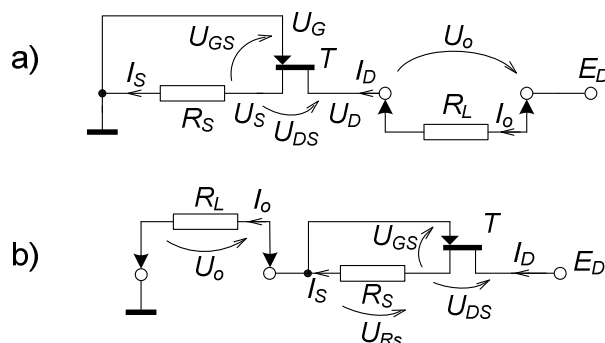 a)
U_G
U_GS
T
I_S
R_S
U_S
U_DS
U_D
I_D
U_o
R_L
I_o
E_D
b)
R_L
I_o
U_o
I_S
R_S
U_Rs
U_GS
T
U_DS
I_D
E_D